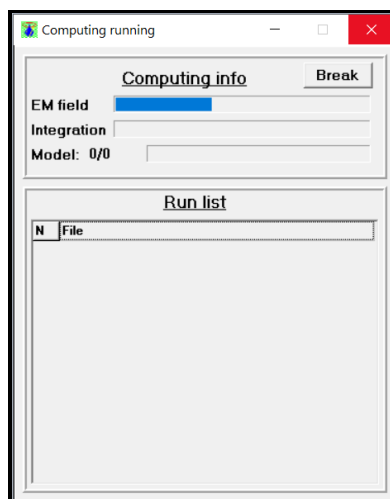 Computing running
Computing info
Break
EM field
Integration
Model: 0/0
Run list
N File